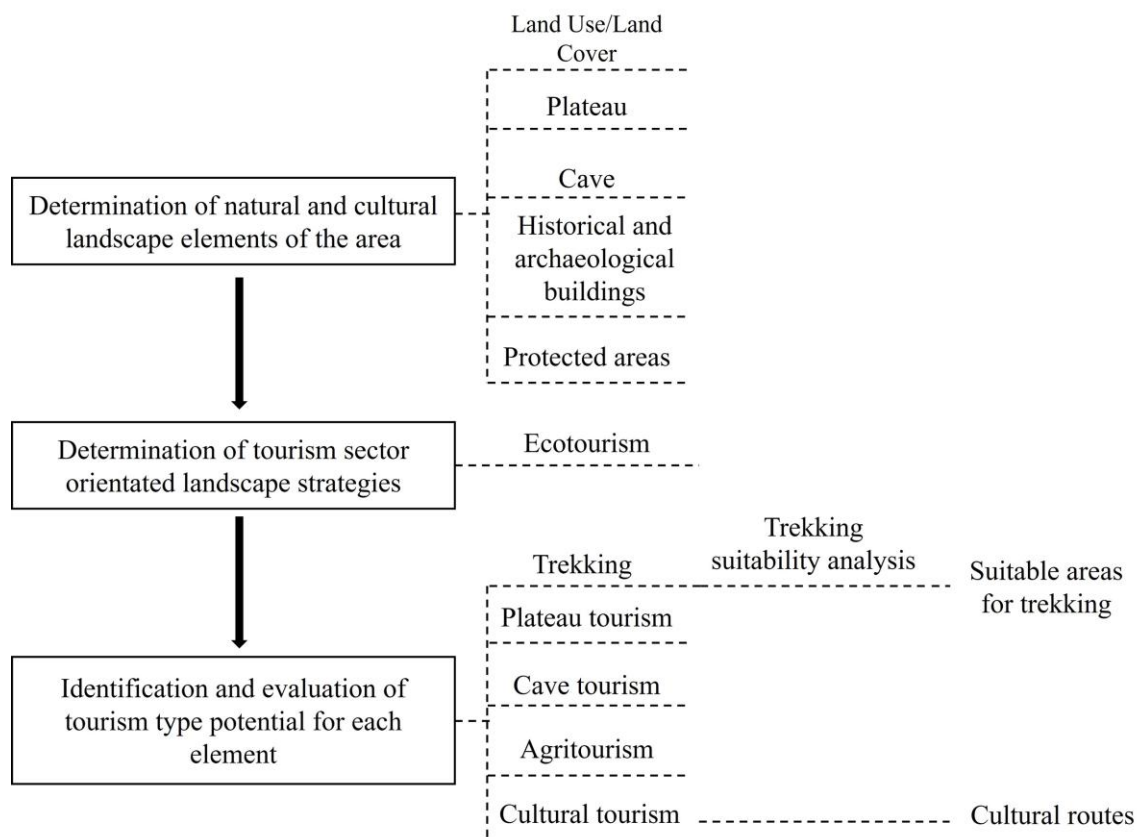 Land Use/Land
Cover
Plateau
Cave
Determination of natural and cultural
landscape elements of the area
Historical and
archaeological
buildings
Protected areas
Determination of tourism sector
orientated landscape strategies
Ecotourism
Trekking
Trekking
suitability analysis
Suitable areas
for trekking
Plateau tourism
Identification and evaluation of
tourism type potential for each
element
Cave tourism
Agritourism
Cultural tourism
Cultural routes